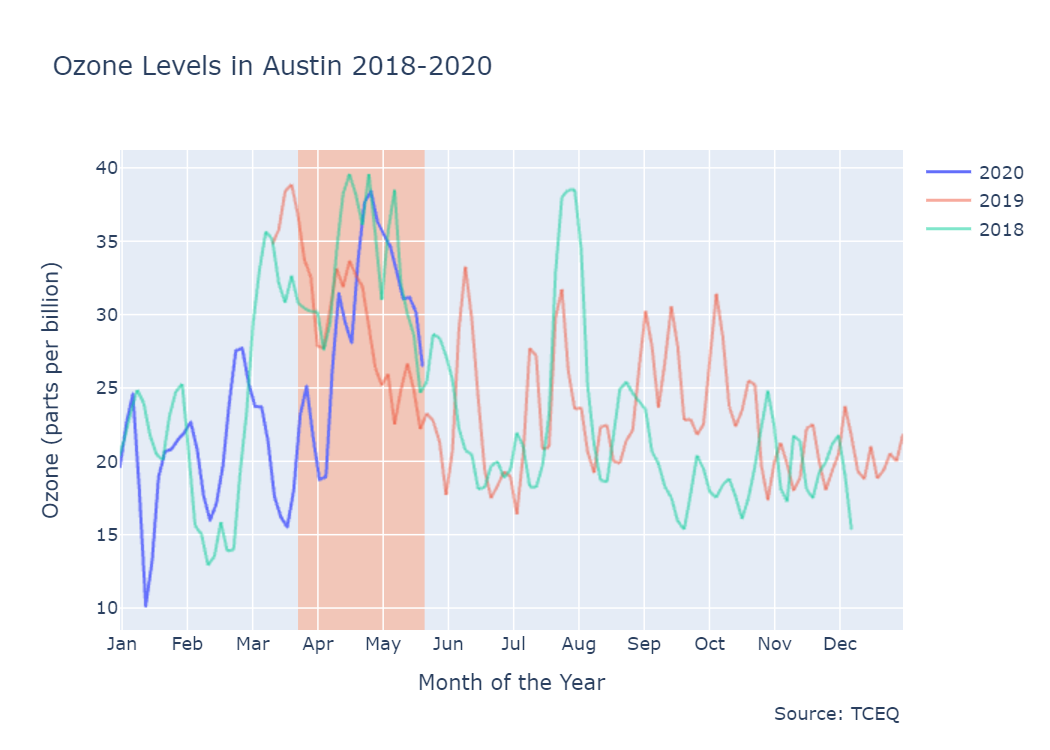 Ozone Levels in Austin 2018-2020
2020
2019
2018
Ozone (parts per billion)
40
35
30
25
20
15
10
Jan Feb Mar Apr May Jun Jul Aug Sep Oct Nov Dec
Month of the Year
Source: TCEQ